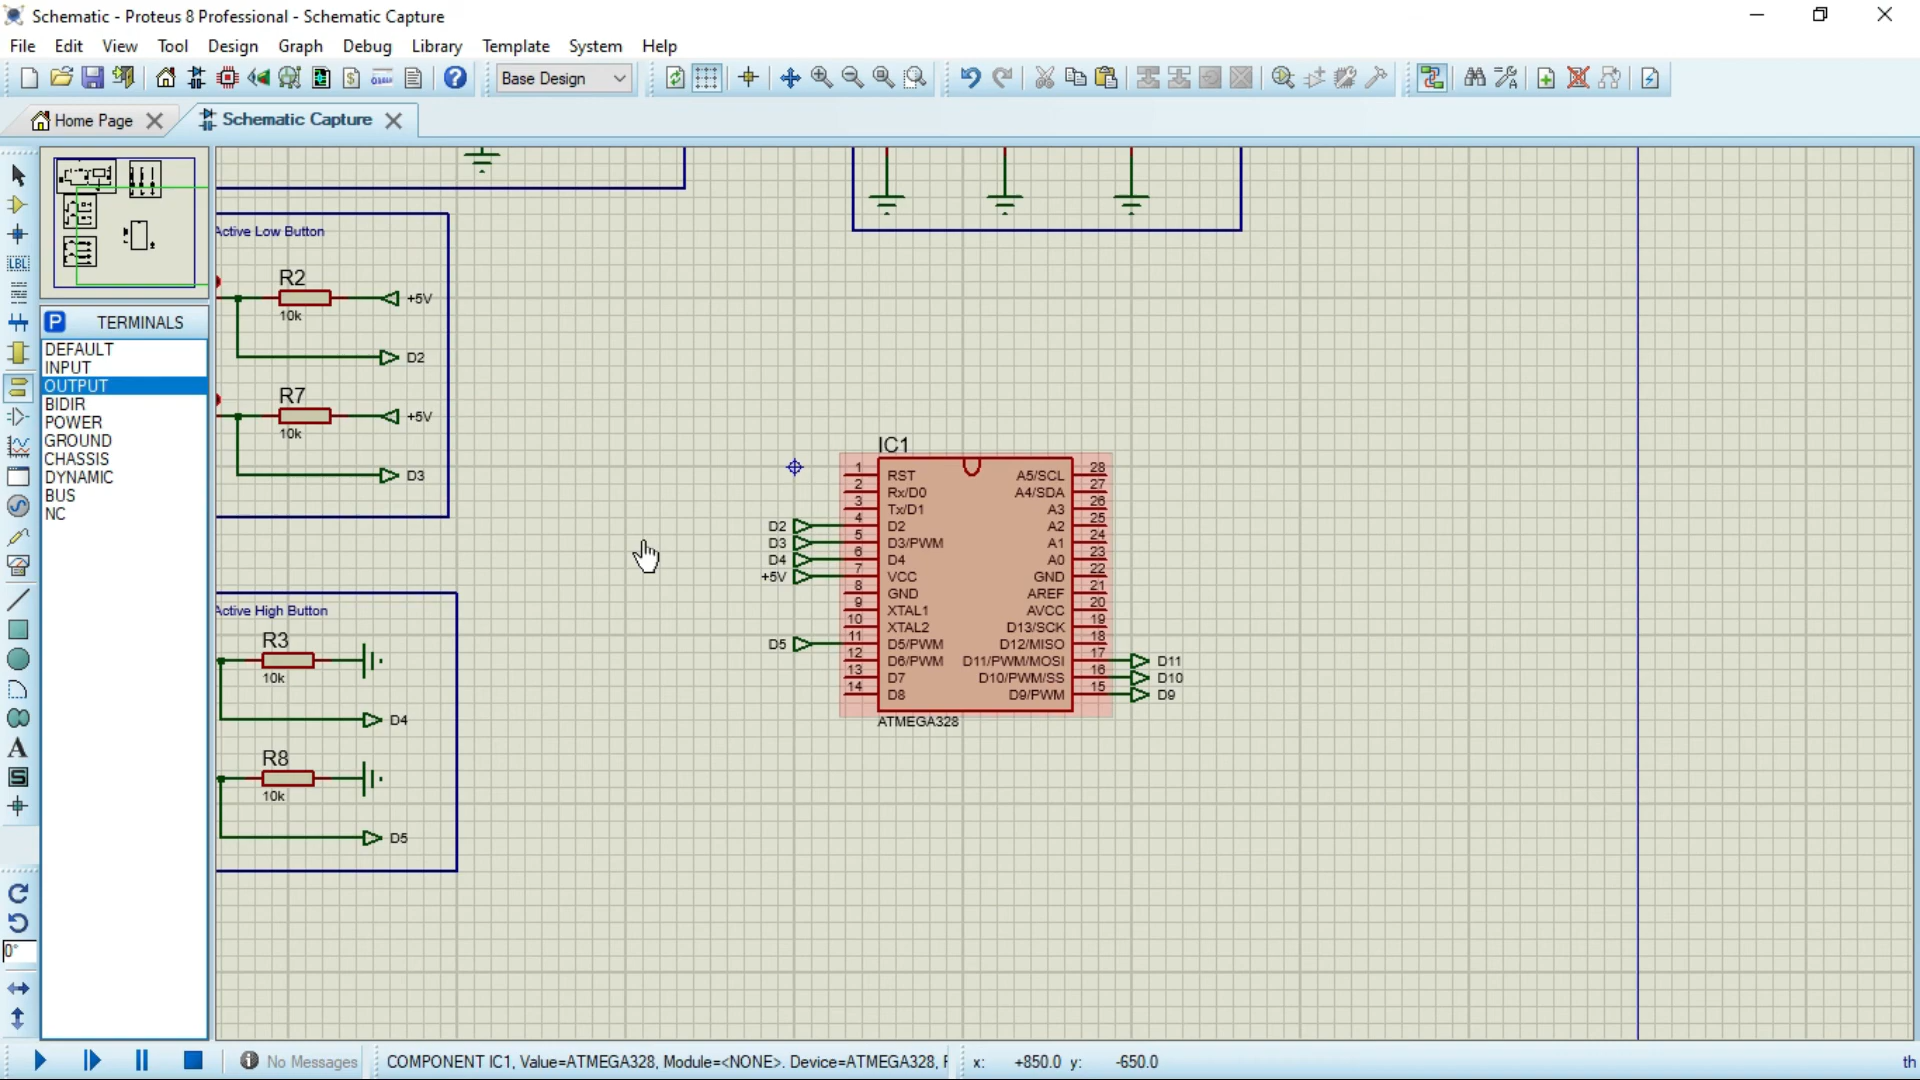 Schematic - Proteus 8 Professional - Schematic Capture
File Edit View Tool Design Graph Debug Library Template System Help
Base Design
Home Page
Schematic Capture
LBL
P TERMINALS
DEFAULT
INPUT
OUTPUT
BIDIR
POWER
GROUND
CHASSIS
DYNAMIC
BUS
NC
A
S
0°
Active Low Button
R2
10k
+5V
D2
R7
10k
+5V
D3
Active High Button
R3
10k
D4
R8
10k
D5
IC1
1 RST A5/SCL 28
2 Rx/D0 A4/SDA 27
3 Tx/D1 A3 26
D2 4 D2 A2 25
D3 5 D3/PWM A1 24
D4 6 D4 A0 23
+5V 7 VCC GND 22
8 GND AREF 21
9 XTAL1 AVCC 20
10 XTAL2 D13/SCK 19
D5 11 D5/PWM D12/MISO 18
12 D6/PWM D11/PWM/MOSI 17 D11
13 D7 D10/PWM/SS 16 D10
14 D8 D9/PWM 15 D9
ATMEGA328
No Messages
COMPONENT IC1, Value=ATMEGA328, Module=<NONE>. Device=ATMEGA328,
x: +850.0 y: -650.0
th